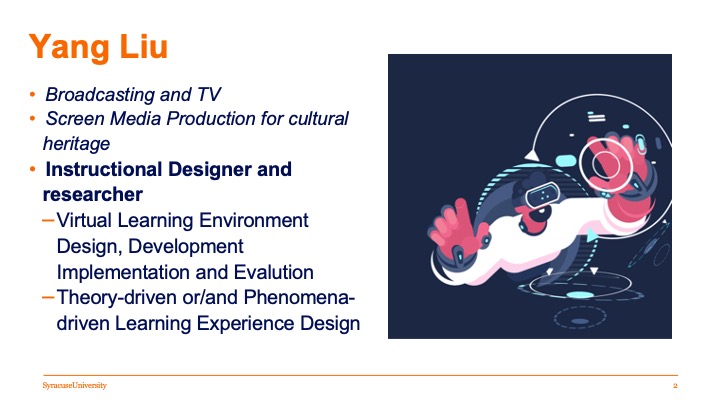 Yang Liu
• Broadcasting and TV
• Screen Media Production for cultural
heritage
• Instructional Designer and
researcher
–Virtual Learning Environment
Design, Development
Implementation and Evalution
–Theory-driven or/and Phenomena-
driven Learning Experience Design
SyracuseUniversity
2